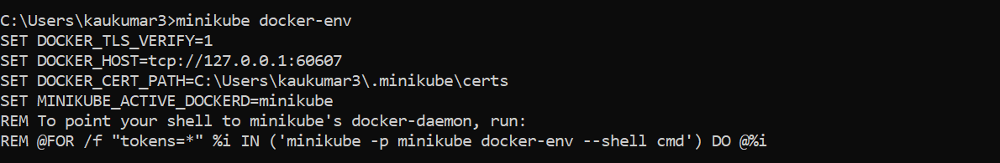 C:\Users\kaukumar3>minikube docker-env
SET DOCKER_TLS_VERIFY=1
SET DOCKER_HOST=tcp://127.0.0.1:60607
SET DOCKER_CERT_PATH=C:\Users\kaukumar3\.minikube\certs
SET MINIKUBE_ACTIVE_DOCKERD=minikube
REM To point your shell to minikube's docker-daemon, run:
REM @FOR /f "tokens=*" %i IN ('minikube -p minikube docker-env --shell cmd') DO @%i